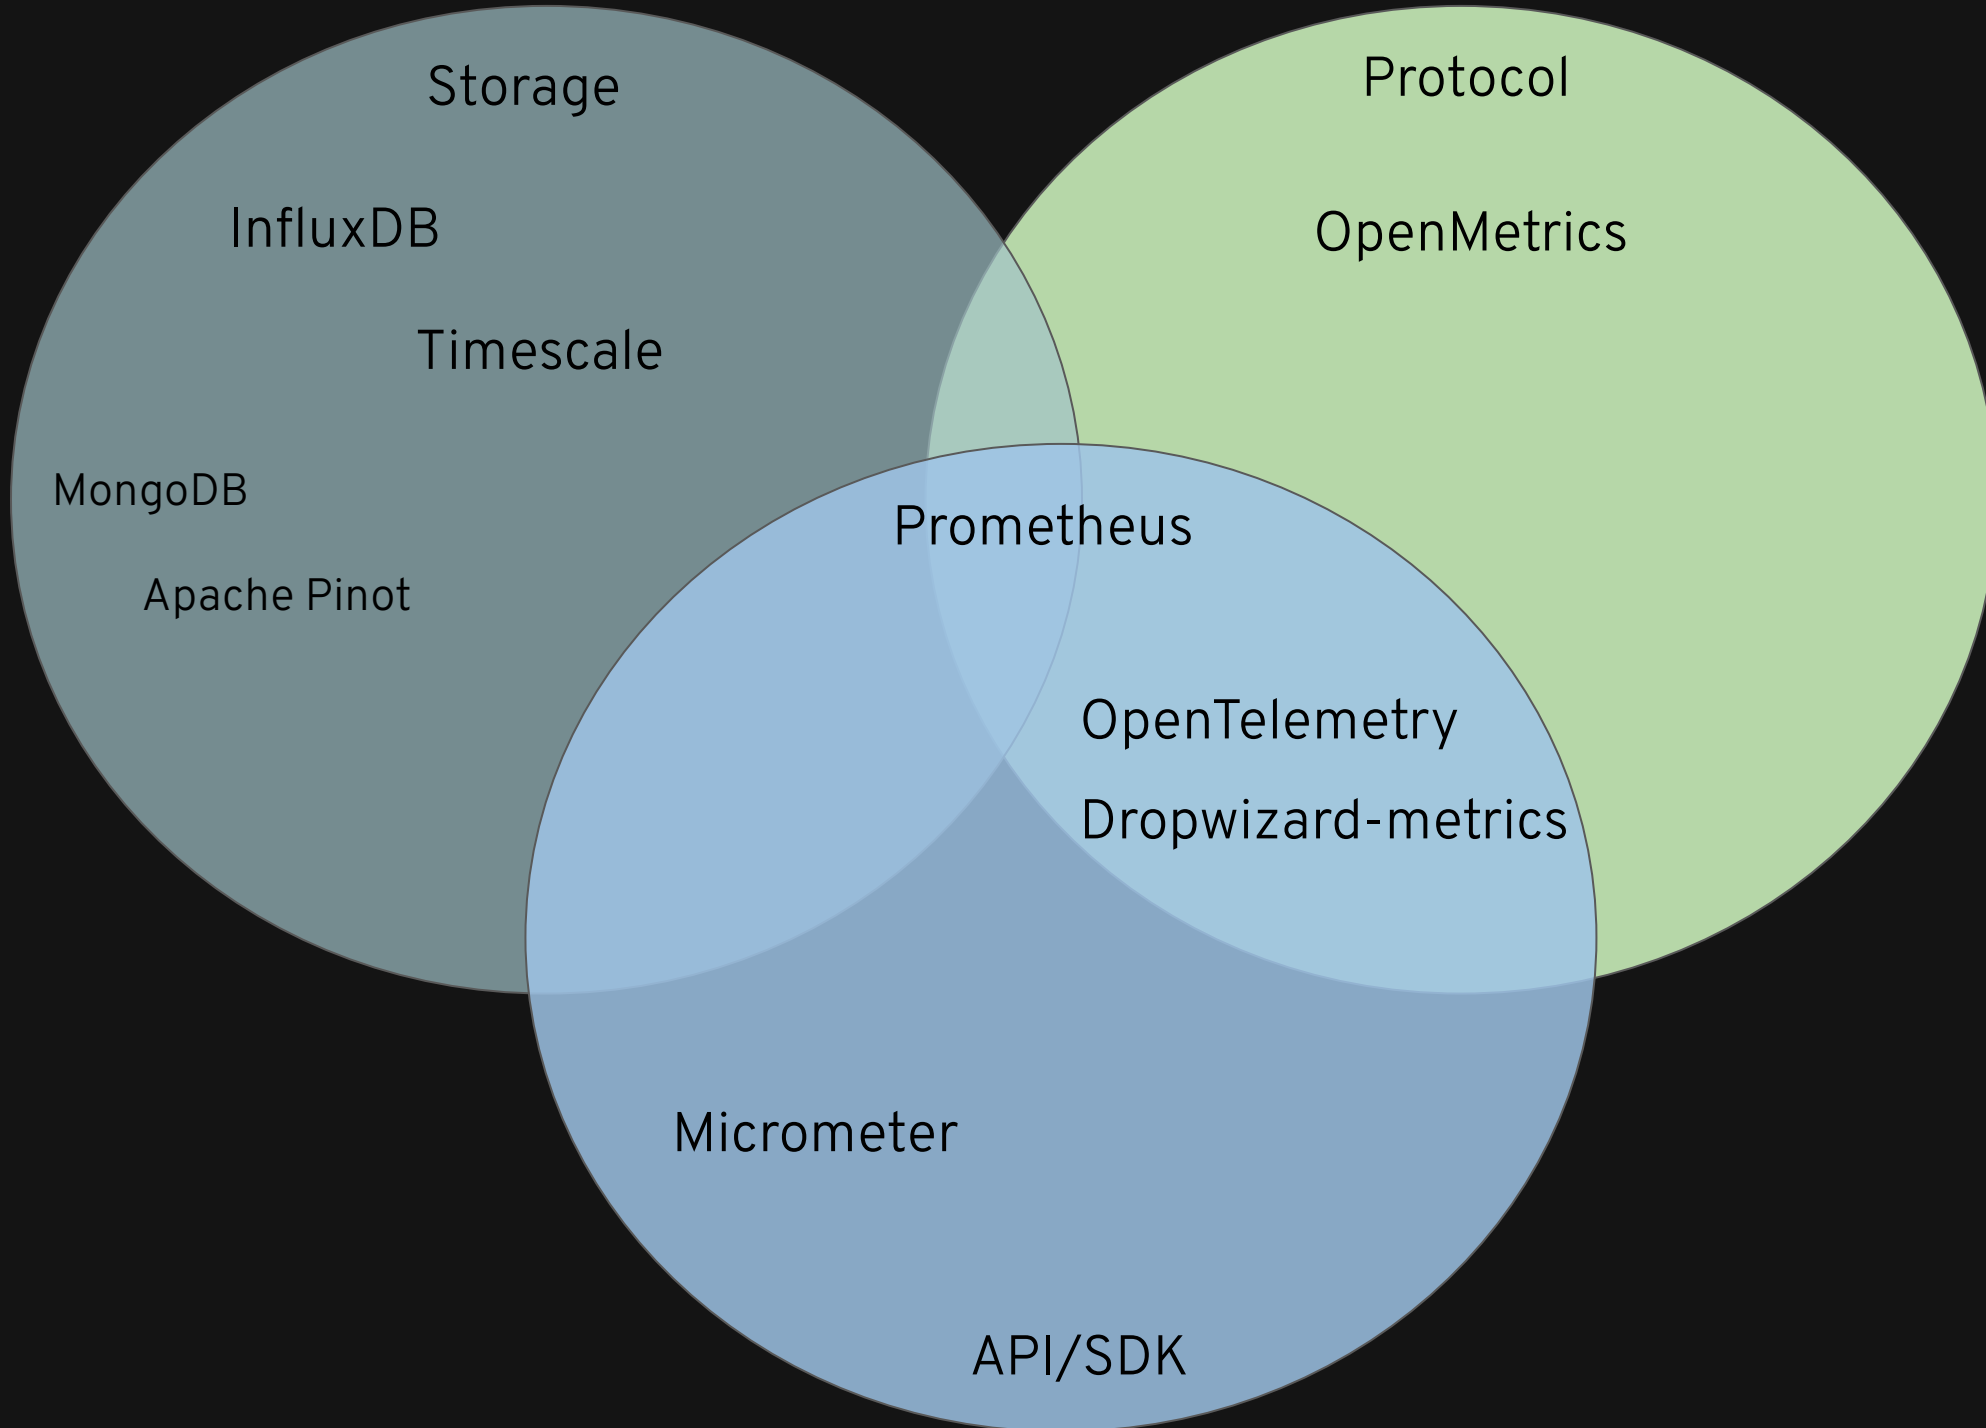 Storage
Protocol
InfluxDB
OpenMetrics
Timescale
MongoDB
Prometheus
Apache Pinot
OpenTelemetry
Dropwizard-metrics
Micrometer
API/SDK